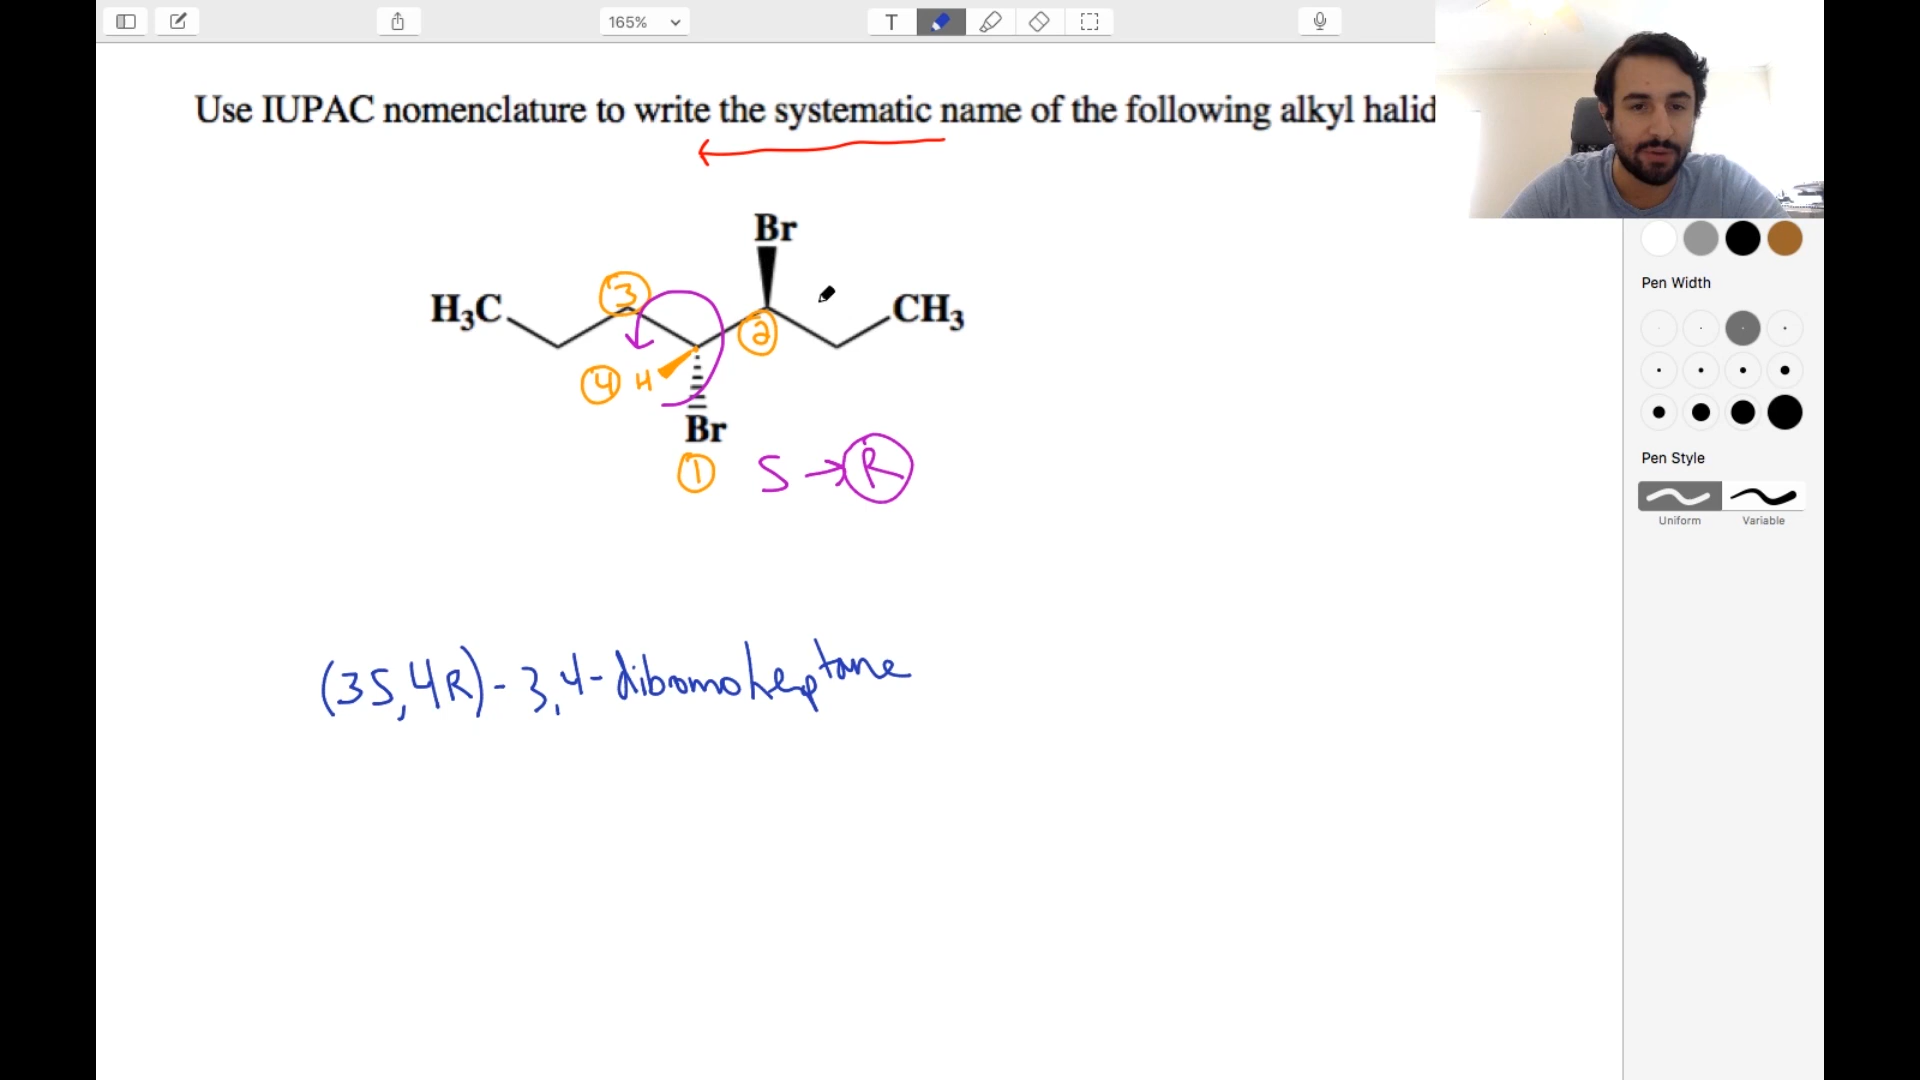 165%
T
Use IUPAC nomenclature to write the systematic name of the following alkyl halid
Br
H₃C
3
2
CH₃
4 H
Br
1
S → R
(3S,4R)-3,4-dibromoheptane
Pen Width
Pen Style
Uniform
Variable